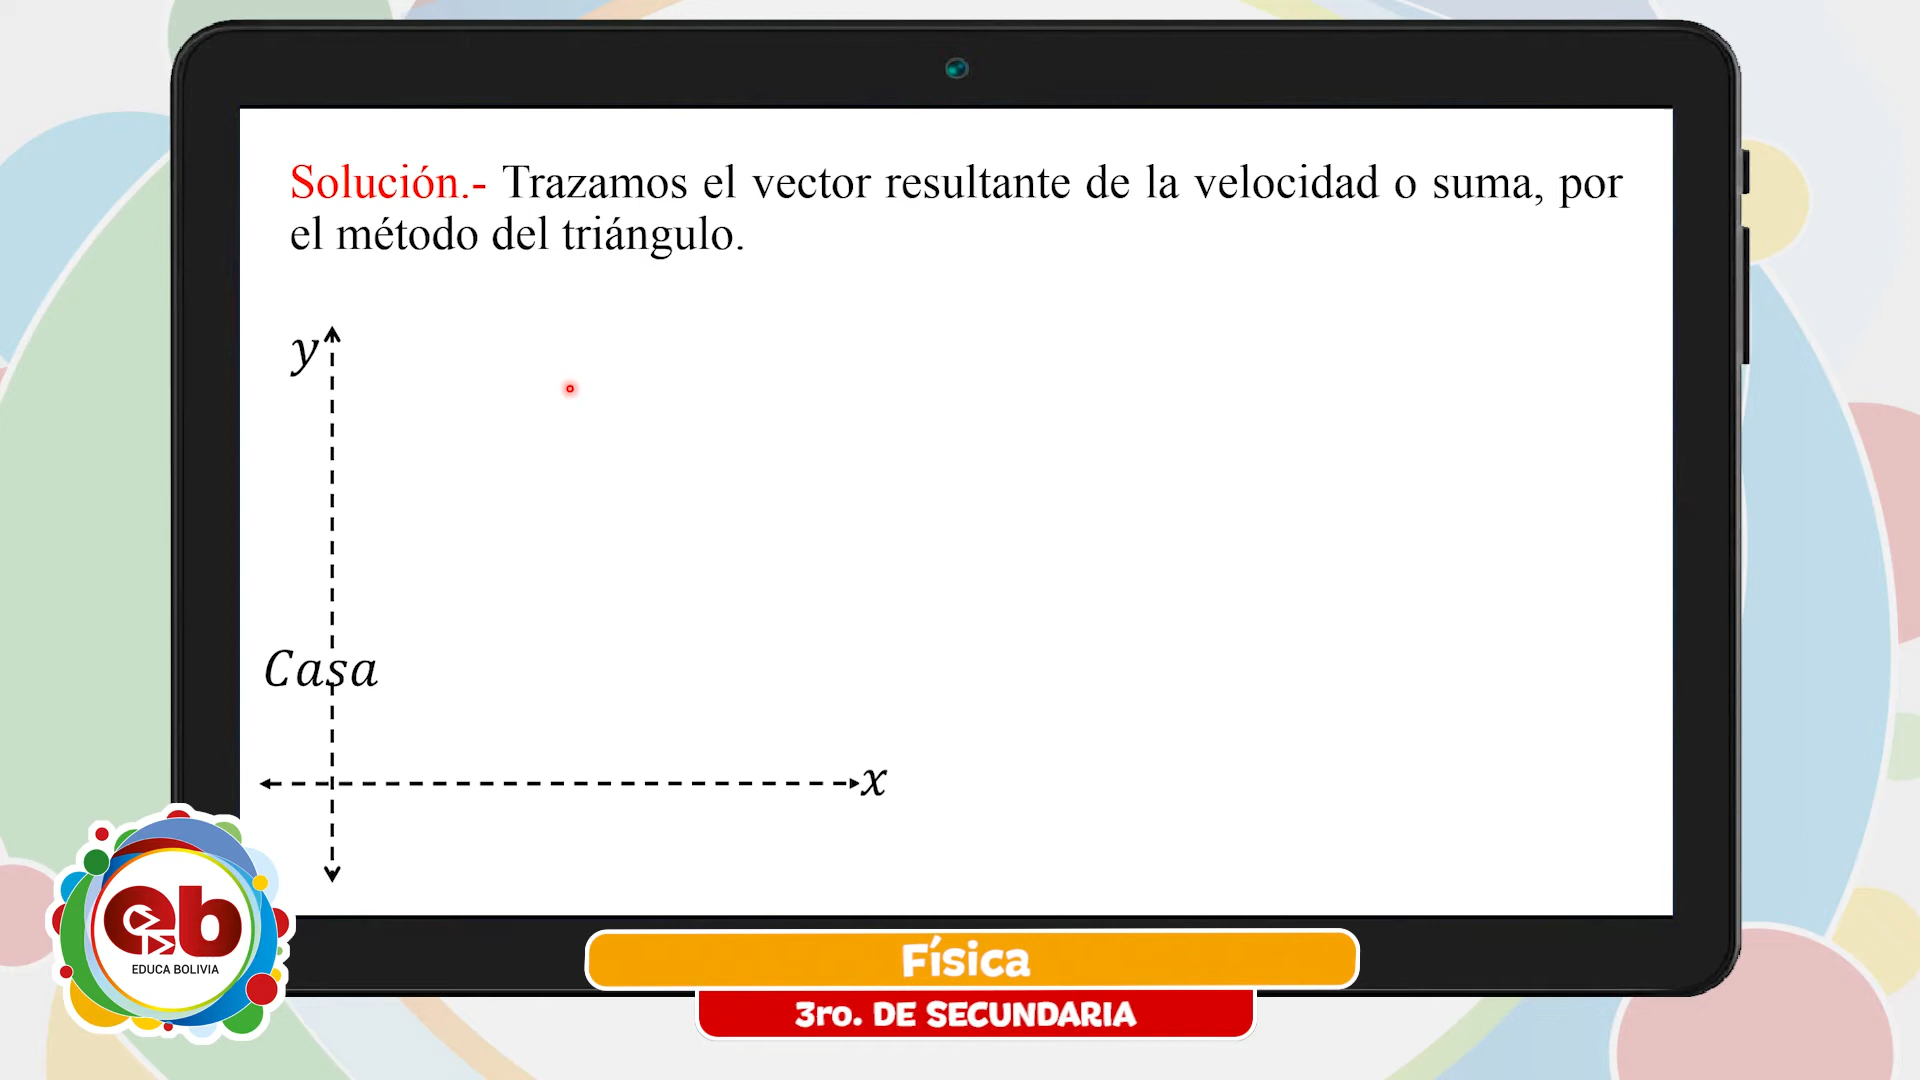 Solución.- Trazamos el vector resultante de la velocidad o suma, por
el método del triángulo.
y
Casa
x
eb
EDUCA BOLIVIA
Física
3ro. DE SECUNDARIA